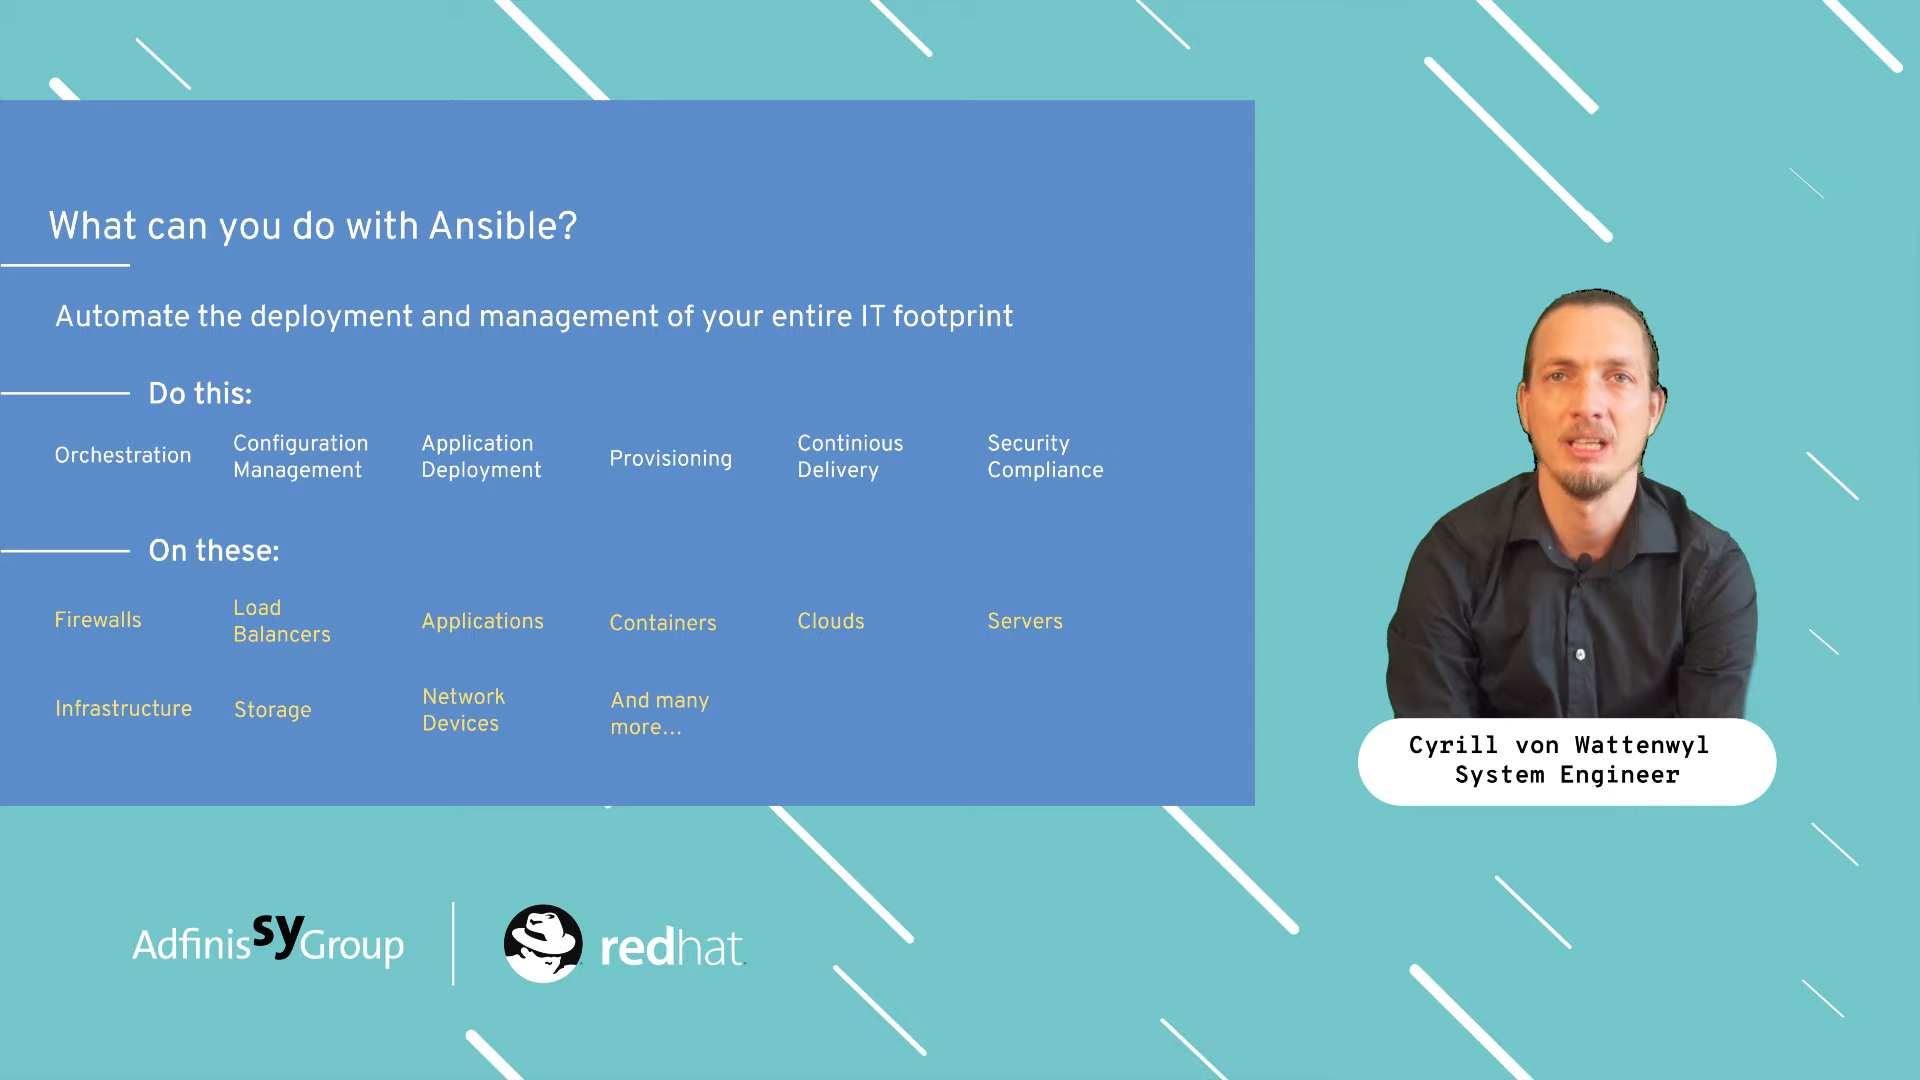 What can you do with Ansible?
Automate the deployment and management of your entire IT footprint
Do this:
Orchestration
Configuration
Management
Application
Deployment
Provisioning
Continious
Delivery
Security
Compliance
On these:
Firewalls
Load
Balancers
Applications
Containers
Clouds
Servers
Infrastructure
Storage
Network
Devices
And many
more...
Cyrill von Wattenwyl
System Engineer
AdfinissyGroup
redhat.